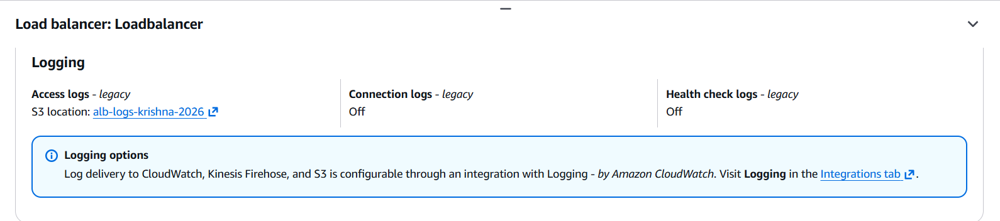 Load balancer: Loadbalancer
Logging
Access logs - legacy
S3 location: alb-logs-krishna-2026
Connection logs - legacy
Off
Health check logs - legacy
Off
Logging options
Log delivery to CloudWatch, Kinesis Firehose, and S3 is configurable through an integration with Logging - by Amazon CloudWatch. Visit Logging in the Integrations tab.